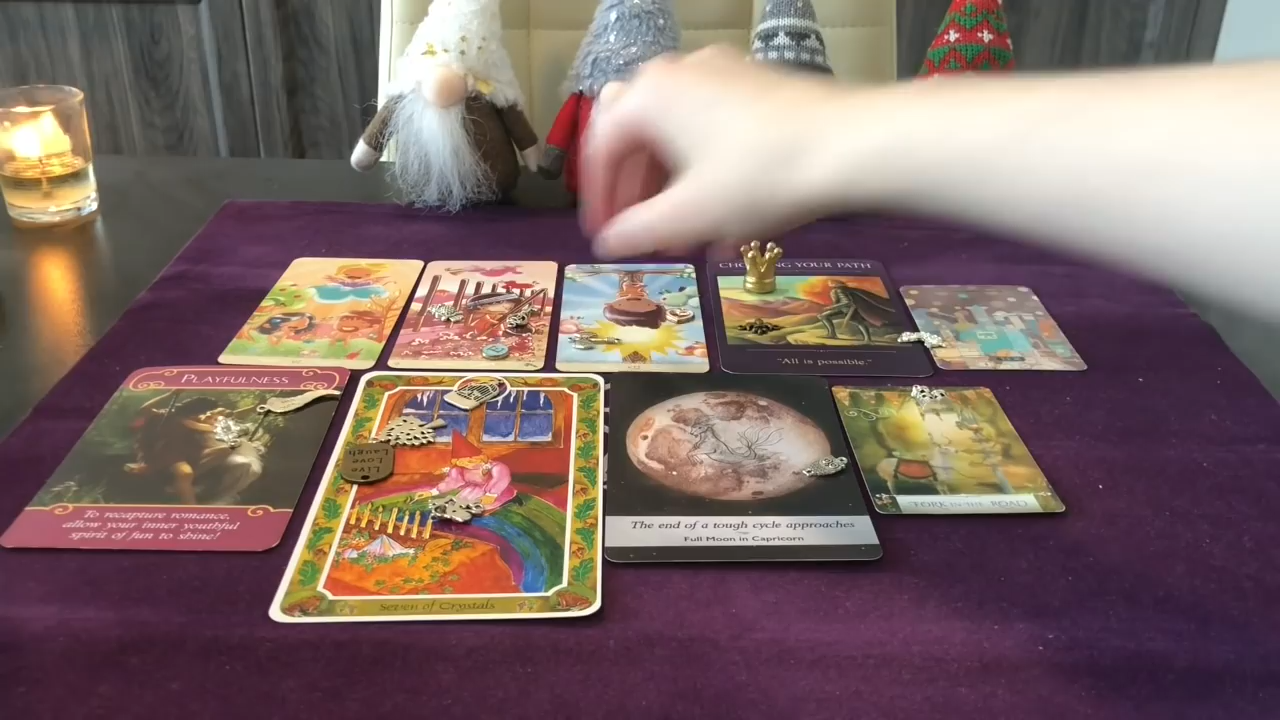 CHOOSING YOUR PATH
"All is possible."
PLAYFULNESS
To recapture romance,
allow your inner youthful
spirit of fun to shine!
Live
Love
Laugh
Seven of Crystals
The end of a tough cycle approaches
Full Moon in Capricorn
FORK IN THE ROAD